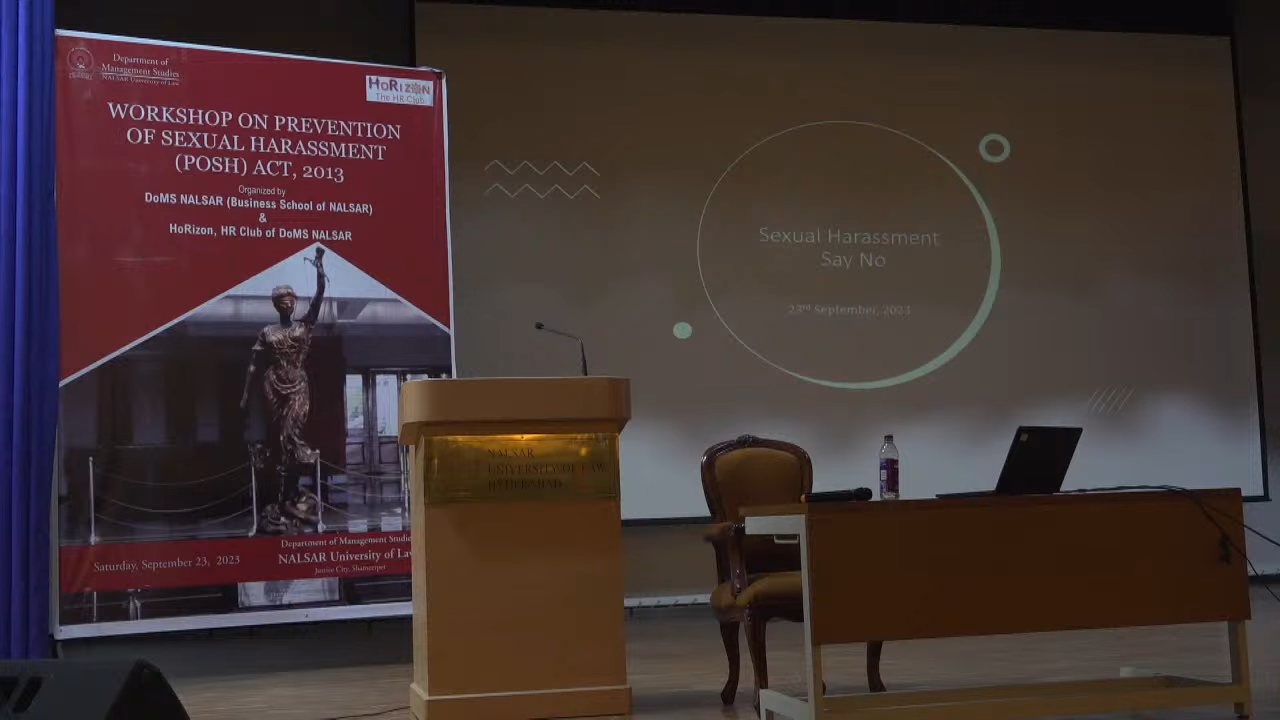 Department of
Management Studies
NALSAR University of Law
HORIZON
The HR Club
WORKSHOP ON PREVENTION
OF SEXUAL HARASSMENT
(POSH) ACT, 2013
Organized by
DoMS NALSAR (Business School of NALSAR)
&
HoRizon, HR Club of DoMS NALSAR
Saturday, September 23, 2023
Department of Management Studies
NALSAR University of Law
Justice City, Shameerpet
Sexual Harassment
Say No
23rd September, 2023
NALSAR
UNIVERSITY OF LAW
HYDERABAD